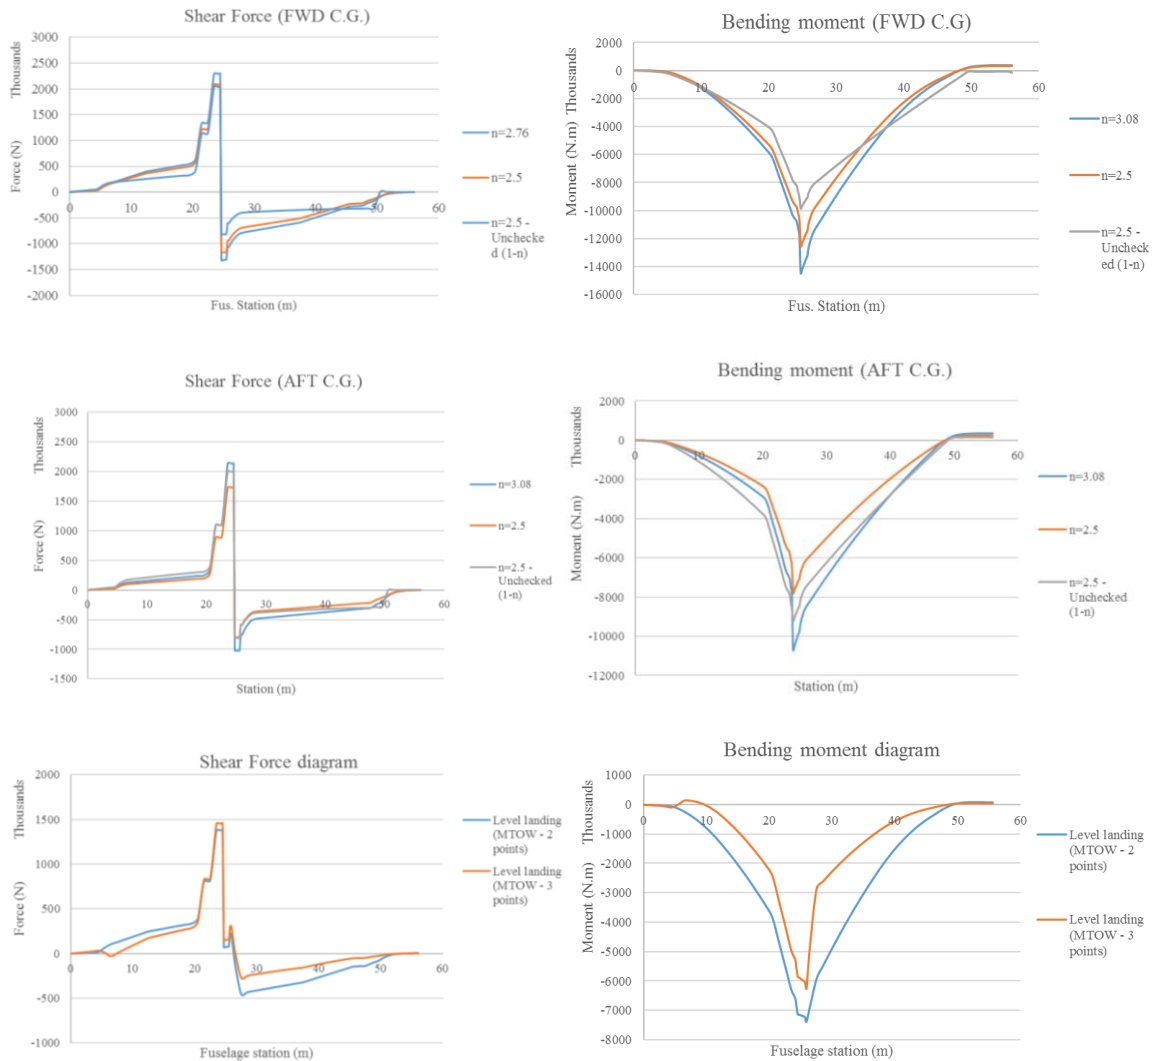 Shear Force (FWD C.G.)
Thousands
Force (N)
3000
2500
2000
1500
1000
500
0
-500
-1000
-1500
-2000
0
10
20
30
40
50
60
Fus. Station (m)
n=2.76
n=2.5
n=2.5 -
Unchecke
d (1-n)
Bending moment (FWD C.G)
Moment (N.m) Thousands
2000
0
-2000
-4000
-6000
-8000
-10000
-12000
-14000
-16000
0
10
20
30
40
50
60
Fus. Station (m)
n=3.08
n=2.5
n=2.5 -
Uncheck
ed (1-n)
Shear Force (AFT C.G.)
Thousands
Force (N)
3000
2500
2000
1500
1000
500
0
-500
-1000
-1500
0
10
20
30
40
50
60
Station (m)
n=3.08
n=2.5
n=2.5 -
Unchecked
(1-n)
Bending moment (AFT C.G.)
Thousands
Moment (N.m)
2000
0
-2000
-4000
-6000
-8000
-10000
-12000
0
10
20
30
40
50
60
Station (m)
n=3.08
n=2.5
n=2.5 -
Unchecked
(1-n)
Shear Force diagram
Thousands
Force (N)
2000
1500
1000
500
0
-500
-1000
0
10
20
30
40
50
60
Fuselage station (m)
Level landing
(MTOW - 2
points)
Level landing
(MTOW - 3
points)
Bending moment diagram
Thousands
Moment (N.m)
1000
0
-1000
-2000
-3000
-4000
-5000
-6000
-7000
-8000
0
10
20
30
40
50
60
Fuselage station (m)
Level landing
(MTOW - 2
points)
Level landing
(MTOW - 3
points)